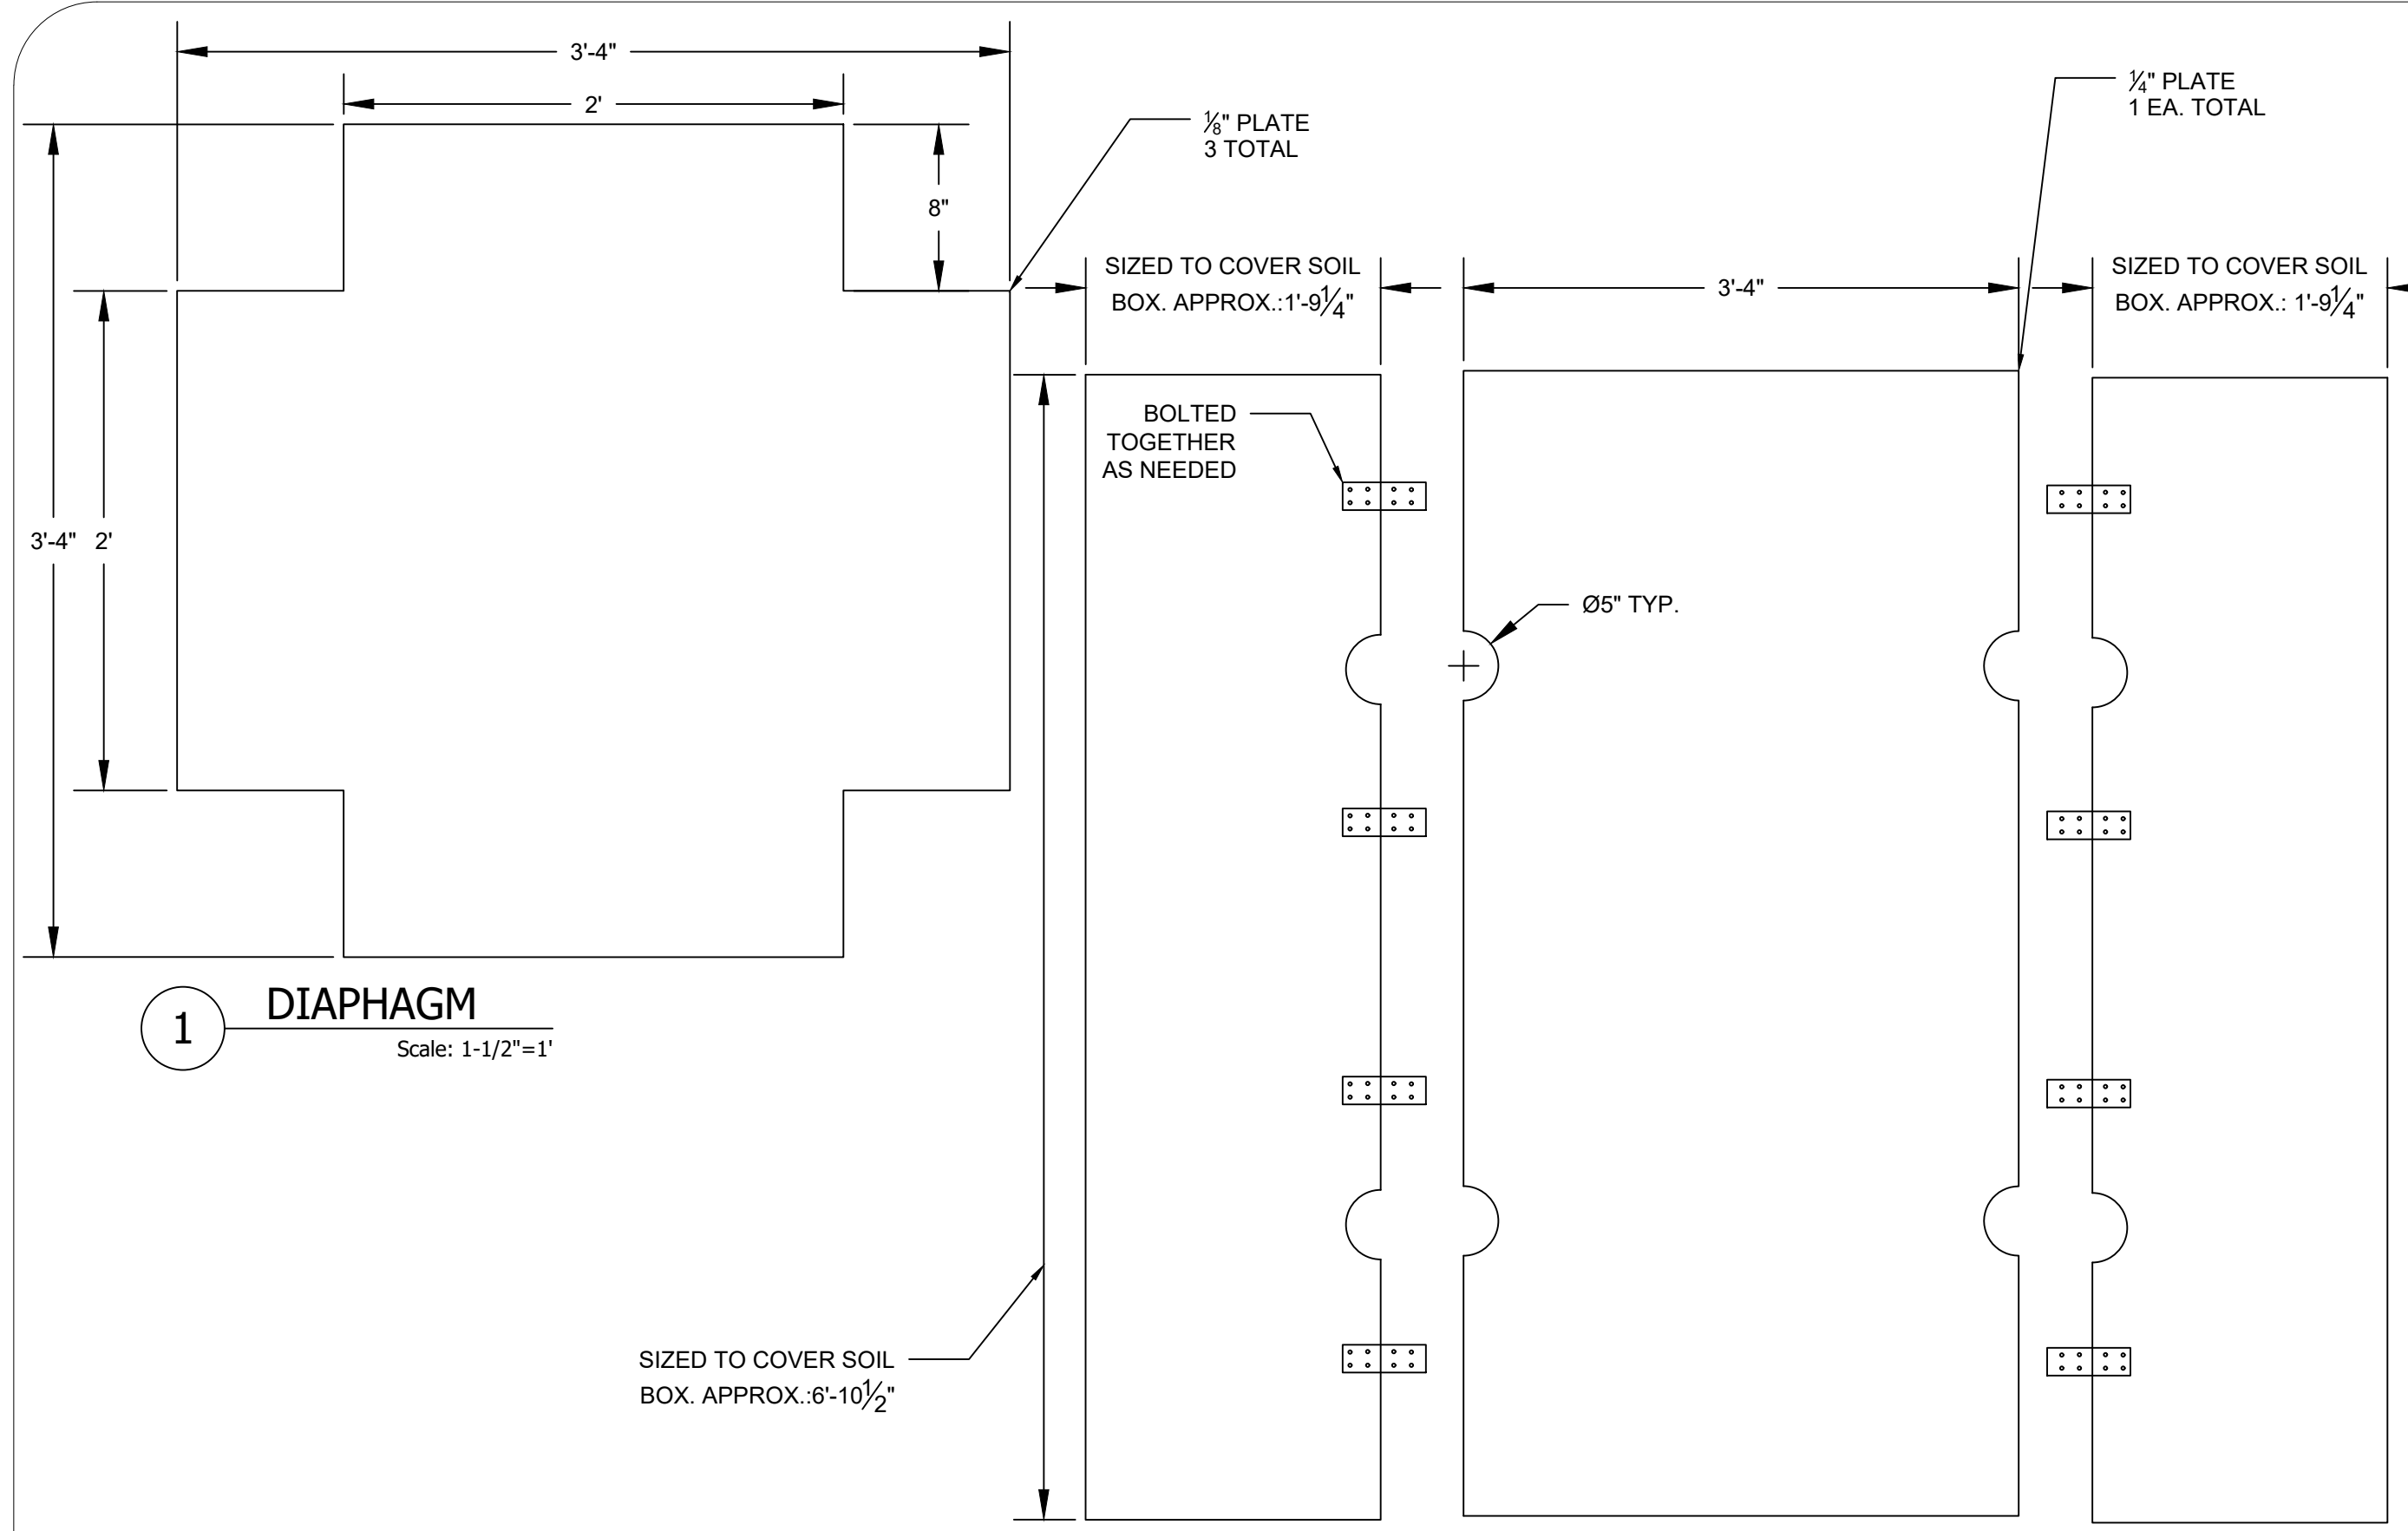 3'-4"
2'
⅛" PLATE
3 TOTAL
8"
3'-4"
2'
1
DIAPHAGM
Scale: 1-1/2"=1'
¼" PLATE
1 EA. TOTAL
SIZED TO COVER SOIL
BOX. APPROX.:1'-9¼"
3'-4"
SIZED TO COVER SOIL
BOX. APPROX.: 1'-9¼"
BOLTED
TOGETHER
AS NEEDED
Ø5" TYP.
SIZED TO COVER SOIL
BOX. APPROX.:6'-10½"